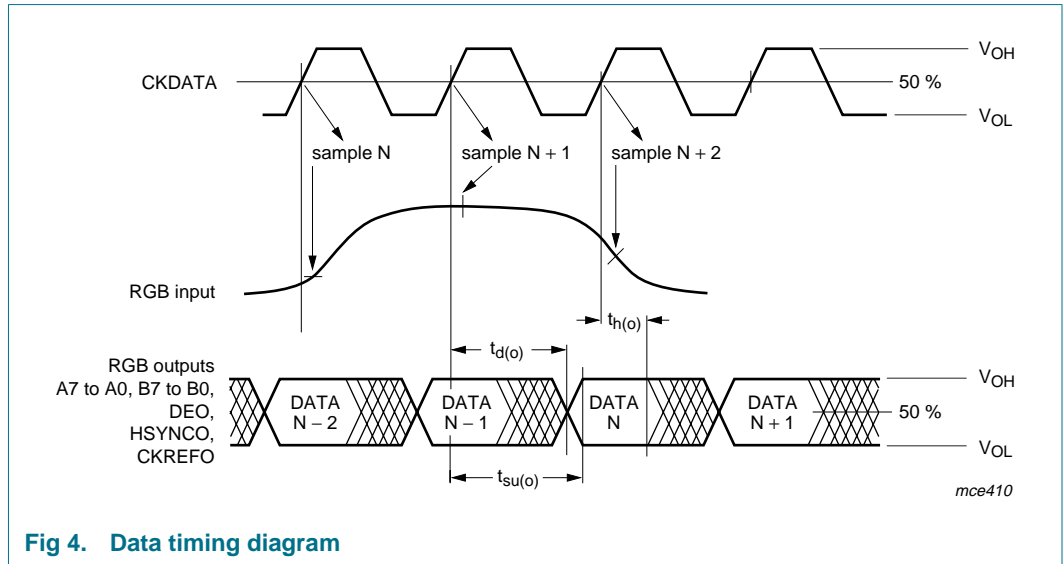 VOH
CKDATA
50 %
VOL
sample N
sample N + 1
sample N + 2
RGB input
th(o)
td(o)
RGB outputs
A7 to A0, B7 to B0,
DEO,
HSYNCO,
CKREFO
DATA
N − 2
DATA
N − 1
DATA
N
DATA
N + 1
VOH
50 %
VOL
tsu(o)
mce410
Fig 4. Data timing diagram